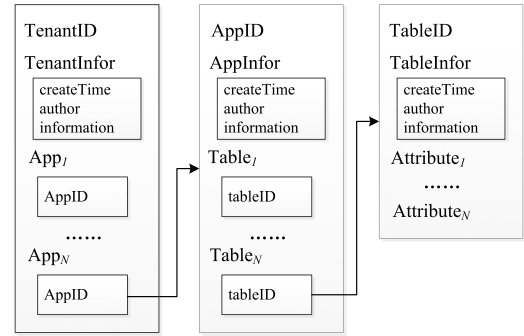 TenantID
TenantInfor
createTime
author
information
App1
AppID
......
AppN
AppID
AppID
AppInfor
createTime
author
information
Table1
tableID
......
TableN
tableID
TableID
TableInfor
createTime
author
information
Attribute1
......
AttributeN